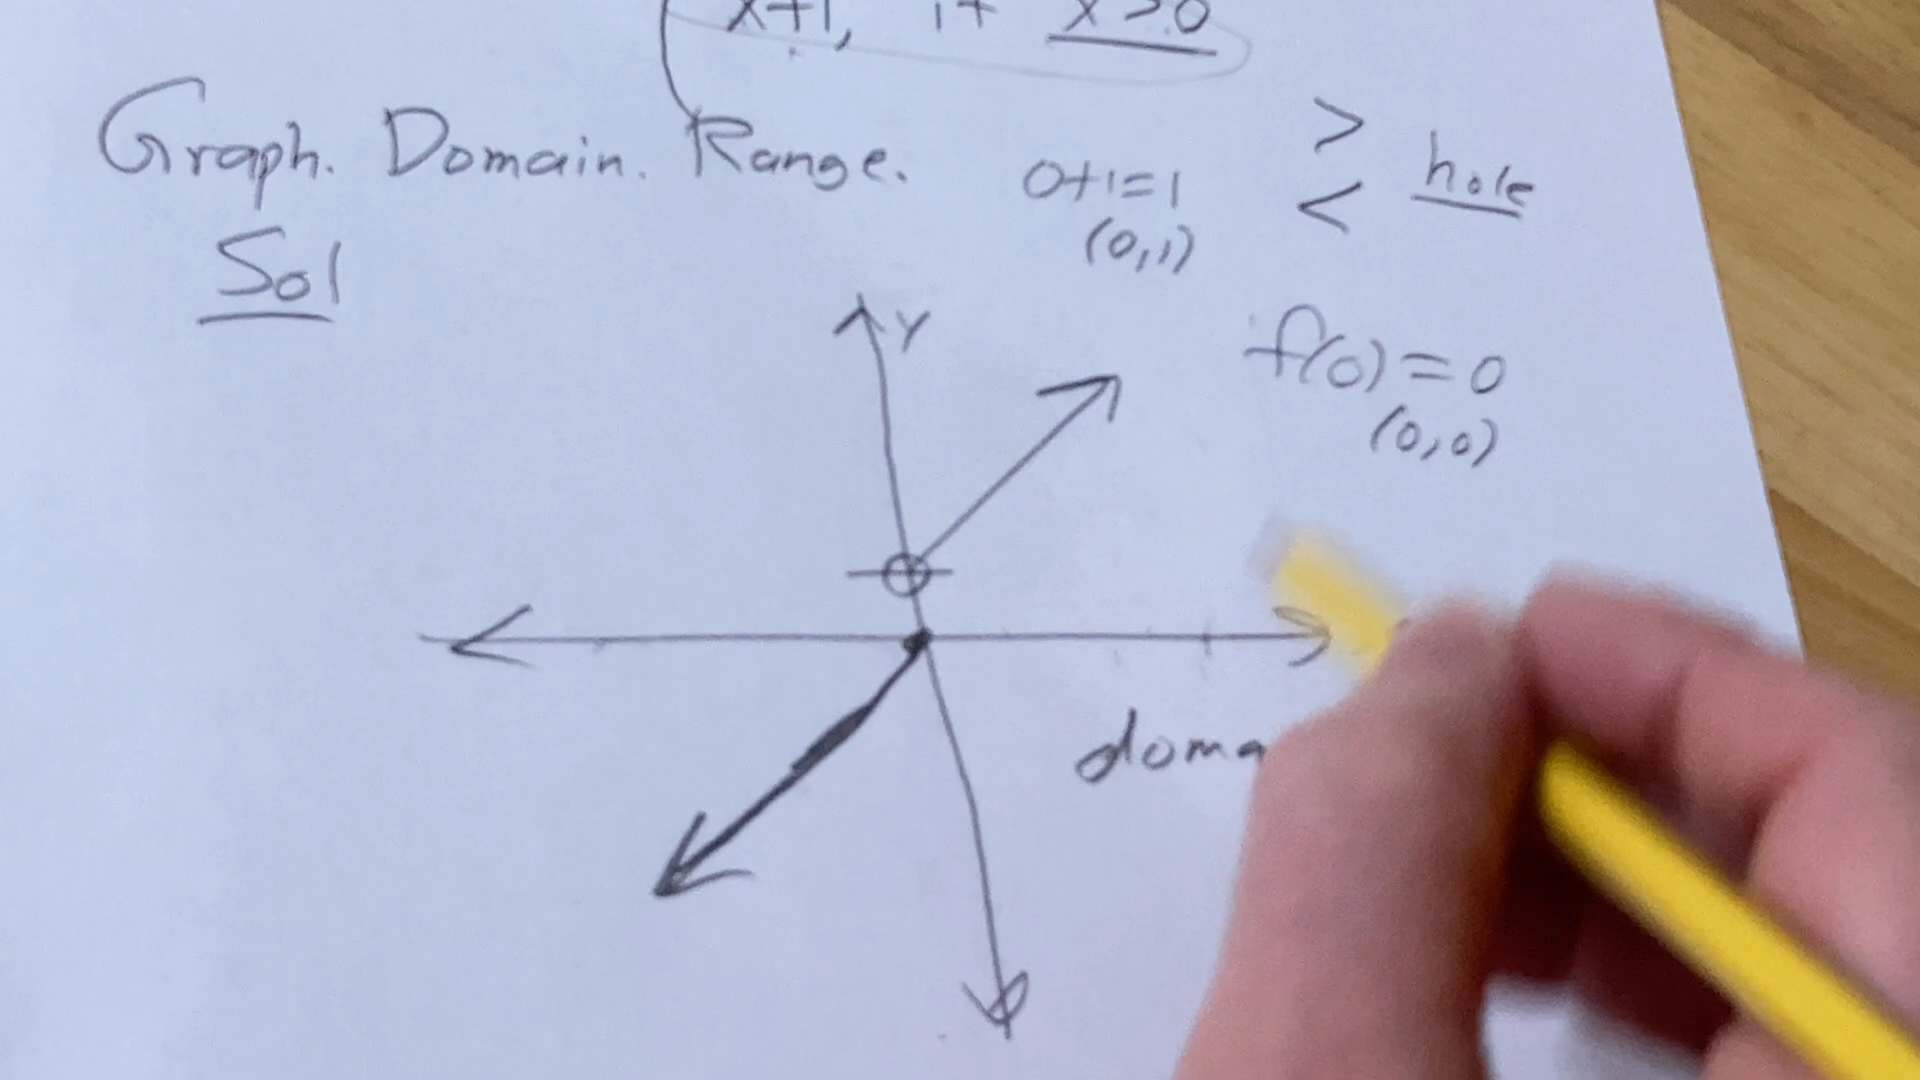 x+1, if x>0
Graph. Domain. Range.
0+1=1
(0,1)
>
<
hole
Sol
Y
f(0)=0
(0,0)
doma